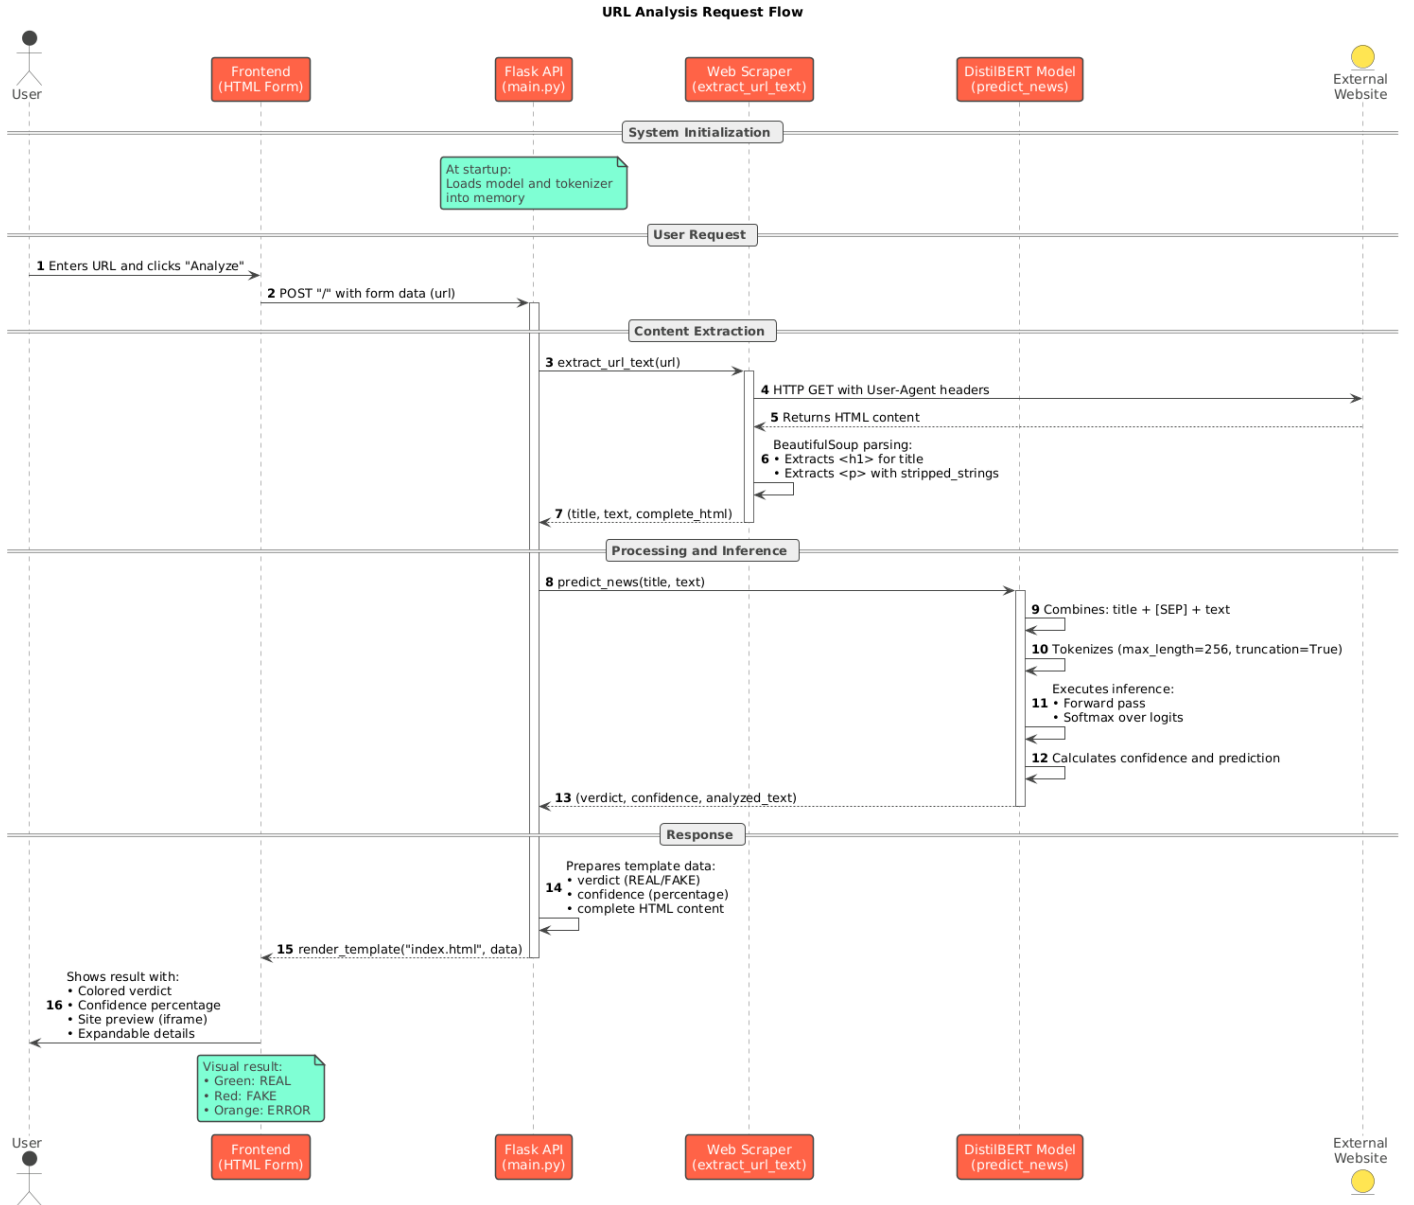 URL Analysis Request Flow
User
Frontend
(HTML Form)
Flask API
(main.py)
Web Scraper
(extract_url_text)
DistilBERT Model
(predict_news)
External
Website
System Initialization
At startup:
Loads model and tokenizer
into memory
User Request
1 Enters URL and clicks "Analyze"
2 POST "/" with form data (url)
Content Extraction
3 extract_url_text(url)
4 HTTP GET with User-Agent headers
5 Returns HTML content
BeautifulSoup parsing:
6 • Extracts <h1> for title
• Extracts <p> with stripped_strings
7 (title, text, complete_html)
Processing and Inference
8 predict_news(title, text)
9 Combines: title + [SEP] + text
10 Tokenizes (max_length=256, truncation=True)
Executes inference:
11 • Forward pass
• Softmax over logits
12 Calculates confidence and prediction
13 (verdict, confidence, analyzed_text)
Response
Prepares template data:
• verdict (REAL/FAKE)
14 • confidence (percentage)
• complete HTML content
15 render_template("index.html", data)
Shows result with:
• Colored verdict
16 • Confidence percentage
• Site preview (iframe)
• Expandable details
Visual result:
• Green: REAL
• Red: FAKE
• Orange: ERROR
User
Frontend
(HTML Form)
Flask API
(main.py)
Web Scraper
(extract_url_text)
DistilBERT Model
(predict_news)
External
Website